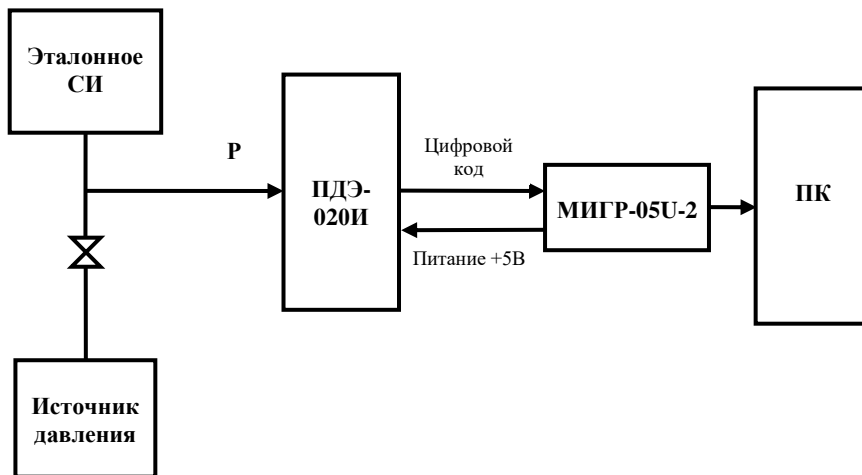 Эталонное
СИ
Р
ПДЭ-
020И
Цифровой
код
Питание +5В
МИГР-05U-2
ПК
Источник
давления